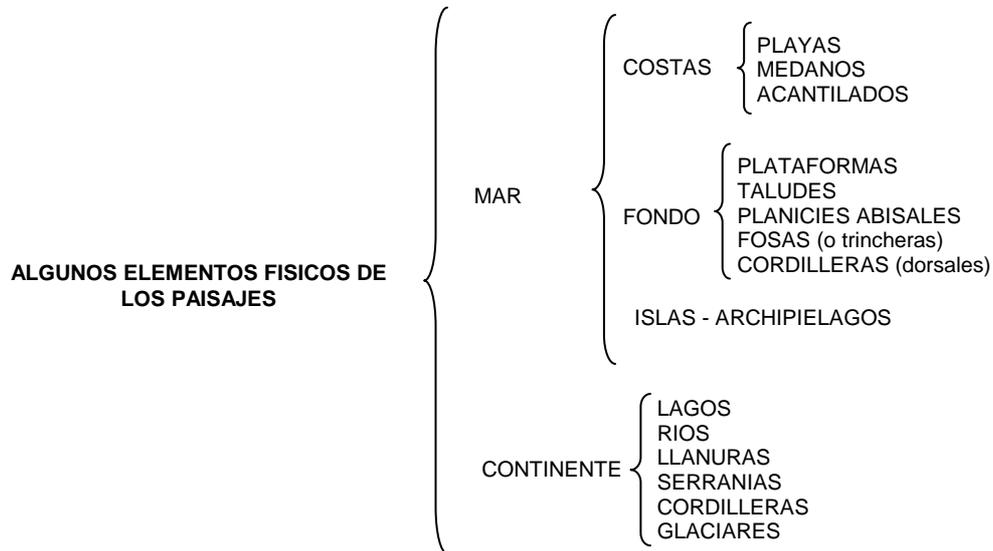 ALGUNOS ELEMENTOS FISICOS DE
LOS PAISAJES
MAR
COSTAS
PLAYAS
MEDANOS
ACANTILADOS
FONDO
PLATAFORMAS
TALUDES
PLANICIES ABISALES
FOSAS (o trincheras)
CORDILLERAS (dorsales)
ISLAS - ARCHIPIELAGOS
CONTINENTE
LAGOS
RIOS
LLANURAS
SERRANIAS
CORDILLERAS
GLACIARES